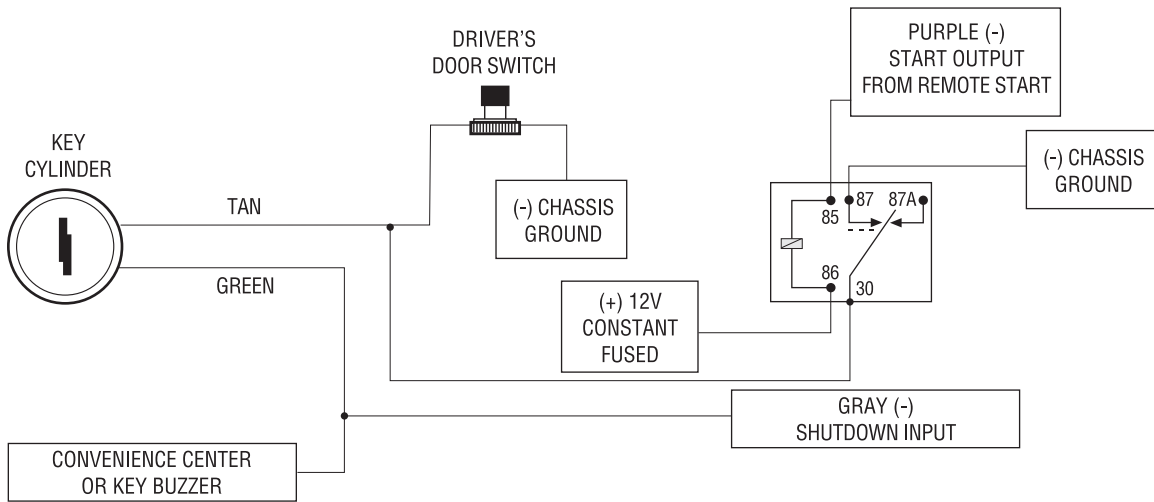 PURPLE (-)
START OUTPUT
FROM REMOTE START
DRIVER'S
DOOR SWITCH
KEY
CYLINDER
(-) CHASSIS
GROUND
TAN
(-) CHASSIS
GROUND
87
87A
85
GREEN
86
30
(+) 12V
CONSTANT
FUSED
GRAY (-)
SHUTDOWN INPUT
CONVENIENCE CENTER
OR KEY BUZZER